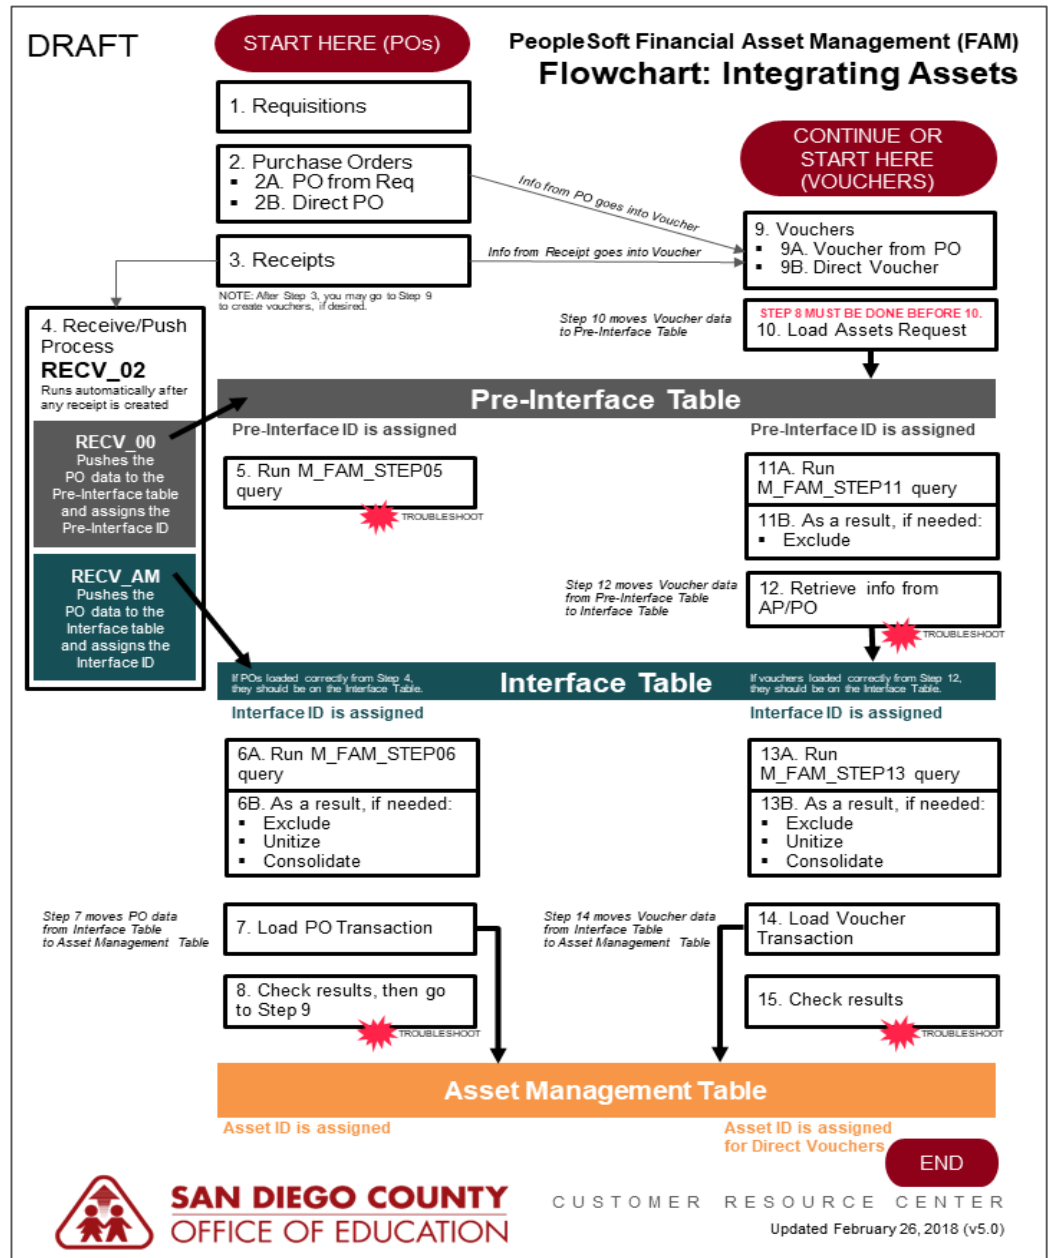 DRAFT
START HERE (POs)
PeopleSoft Financial Asset Management (FAM)
Flowchart: Integrating Assets
1. Requisitions
2. Purchase Orders
▪ 2A. PO from Req
▪ 2B. Direct PO
3. Receipts
NOTE: After Step 3, you may go to Step 9
to create vouchers, if desired.
Info from PO goes into Voucher
Info from Receipt goes into Voucher
CONTINUE OR
START HERE
(VOUCHERS)
9. Vouchers
▪ 9A. Voucher from PO
▪ 9B. Direct Voucher
Step 10 moves Voucher data
to Pre-Interface Table
STEP 8 MUST BE DONE BEFORE 10.
10. Load Assets Request
4. Receive/Push
Process
RECV_02
Runs automatically after
any receipt is created
RECV_00
Pushes the
PO data to the
Pre-Interface table
and assigns the
Pre-Interface ID
RECV_AM
Pushes the
PO data to the
Interface table
and assigns the
Interface ID
Pre-Interface Table
Pre-Interface ID is assigned
Pre-Interface ID is assigned
5. Run M_FAM_STEP05
query
TROUBLESHOOT
11A. Run
M_FAM_STEP11 query
11B. As a result, if needed:
▪ Exclude
Step 12 moves Voucher data
from Pre-Interface Table
to Interface Table
12. Retrieve info from
AP/PO
TROUBLESHOOT
If POs loaded correctly from Step 4,
they should be on the Interface Table.
Interface Table
If vouchers loaded correctly from Step 12,
they should be on the Interface Table.
Interface ID is assigned
Interface ID is assigned
6A. Run M_FAM_STEP06
query
6B. As a result, if needed:
▪ Exclude
▪ Unitize
▪ Consolidate
13A. Run
M_FAM_STEP13 query
13B. As a result, if needed:
▪ Exclude
▪ Unitize
▪ Consolidate
Step 7 moves PO data
from Interface Table
to Asset Management Table
7. Load PO Transaction
Step 14 moves Voucher data
from Interface Table
to Asset Management Table
14. Load Voucher
Transaction
8. Check results, then go
to Step 9
TROUBLESHOOT
15. Check results
TROUBLESHOOT
Asset Management Table
Asset ID is assigned
Asset ID is assigned
for Direct Vouchers
END
SAN DIEGO COUNTY
OFFICE OF EDUCATION
CUSTOMER RESOURCE CENTER
Updated February 26, 2018 (v5.0)